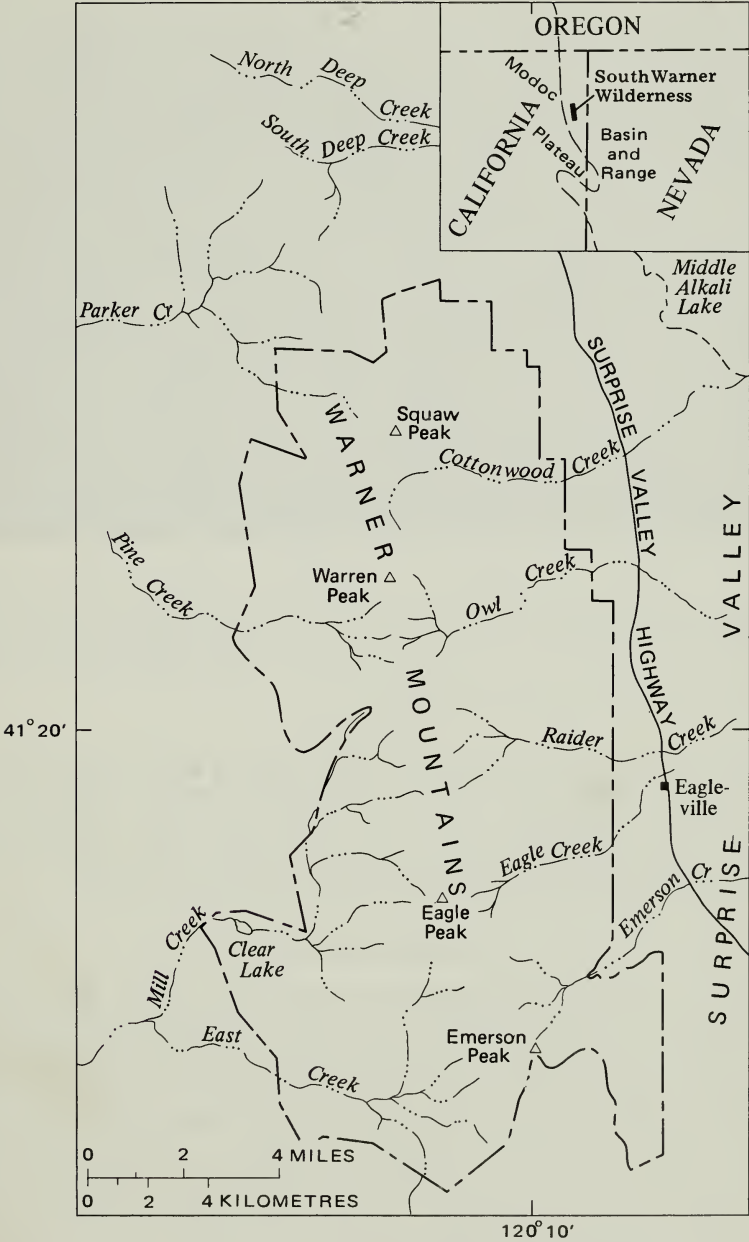 OREGON
Modoc
Plateau
South Warner
Wilderness
Basin
and
Range
CALIFORNIA
NEVADA
North Deep Creek
South Deep Creek
Middle
Alkali
Lake
Parker Cr
SURPRISE VALLEY HIGHWAY
WARNER MOUNTAINS
Squaw
Peak
Cottonwood Creek
SURPRISE VALLEY
Pine Creek
Warren
Peak
Owl Creek
41°20'
Raider Creek
Eagle-
ville
Eagle Creek
Emerson Cr
Eagle
Peak
Mill Creek
Clear
Lake
East Creek
Emerson
Peak
0 2 4 MILES
0 2 4 KILOMETRES
120°10'